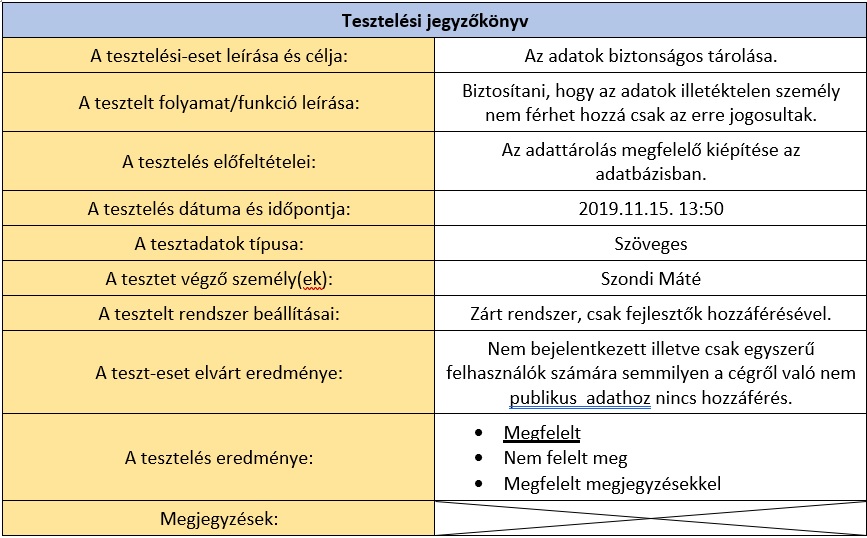 Tesztelési jegyzőkönyv
A tesztelési-eset leírása és célja:
Az adatok biztonságos tárolása.
A tesztelt folyamat/funkció leírása:
Biztosítani, hogy az adatok illetéktelen személy
nem férhet hozzá csak az erre jogosultak.
A tesztelés előfeltételei:
Az adattárolás megfelelő kiépítése az
adatbázisban.
A tesztelés dátuma és időpontja:
2019.11.15. 13:50
A tesztadatok típusa:
Szöveges
A tesztet végző személy(ek):
Szondi Máté
A tesztelt rendszer beállításai:
Zárt rendszer, csak fejlesztők hozzáférésével.
A teszt-eset elvárt eredménye:
Nem bejelentkezett illetve csak egyszerű
felhasználók számára semmilyen a cégről való nem
publikus adathoz nincs hozzáférés.
A tesztelés eredménye:
• Megfelelt
• Nem felelt meg
• Megfelelt megjegyzésekkel
Megjegyzések: